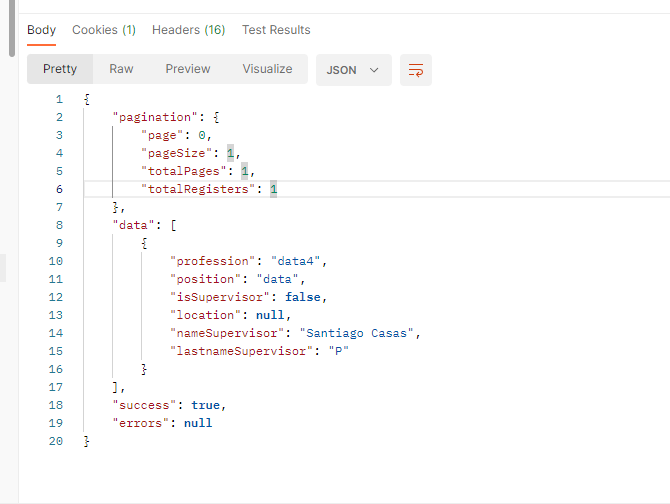 Body Cookies (1) Headers (16) Test Results
Pretty Raw Preview Visualize JSON
1 {
2 "pagination": {
3 "page": 0,
4 "pageSize": 1,
5 "totalPages": 1,
6 "totalRegisters": 1
7 },
8 "data": [
9 {
10 "profession": "data4",
11 "position": "data",
12 "isSupervisor": false,
13 "location": null,
14 "nameSupervisor": "Santiago Casas",
15 "lastnameSupervisor": "P"
16 }
17 ],
18 "success": true,
19 "errors": null
20 }